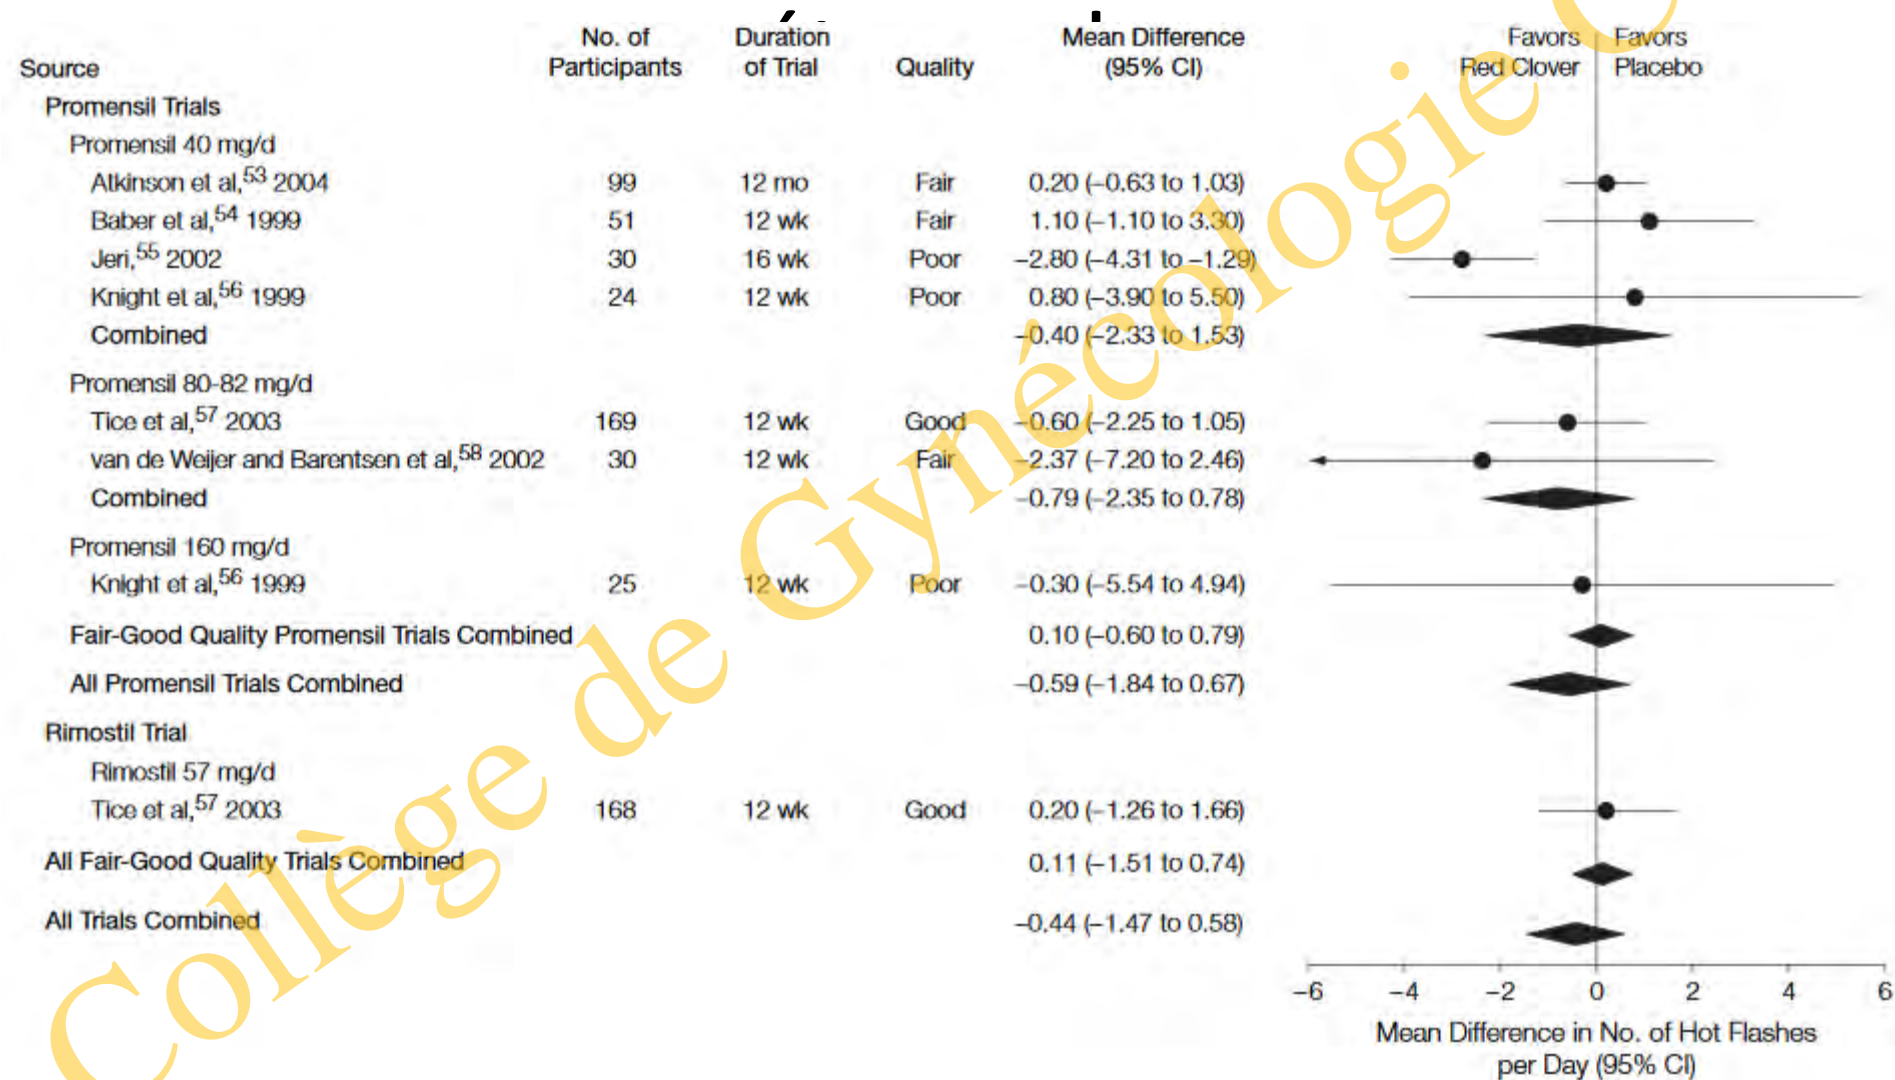 No. of Duration Mean Difference Favors Favors
Source Participants of Trial Quality (95% CI) Red Clover Placebo
Promensil Trials
Promensil 40 mg/d
Atkinson et al,53 2004 99 12 mo Fair 0.20 (–0.63 to 1.03)
Baber et al,54 1999 51 12 wk Fair 1.10 (–1.10 to 3.30)
Jeri,55 2002 30 16 wk Poor –2.80 (–4.31 to –1.29)
Knight et al,56 1999 24 12 wk Poor 0.80 (–3.90 to 5.50)
Combined –0.40 (–2.33 to 1.53)
Promensil 80-82 mg/d
Tice et al,57 2003 169 12 wk Good –0.60 (–2.25 to 1.05)
van de Weijer and Barentsen et al,58 2002 30 12 wk Fair –2.37 (–7.20 to 2.46)
Combined –0.79 (–2.35 to 0.78)
Promensil 160 mg/d
Knight et al,56 1999 25 12 wk Poor –0.30 (–5.54 to 4.94)
Fair-Good Quality Promensil Trials Combined 0.10 (–0.60 to 0.79)
All Promensil Trials Combined –0.59 (–1.84 to 0.67)
Rimostil Trial
Rimostil 57 mg/d
Tice et al,57 2003 168 12 wk Good 0.20 (–1.26 to 1.66)
All Fair-Good Quality Trials Combined 0.11 (–1.51 to 0.74)
All Trials Combined –0.44 (–1.47 to 0.58)
–6 –4 –2 0 2 4 6
Mean Difference in No. of Hot Flashes
per Day (95% CI)
Collège de Gynécologie